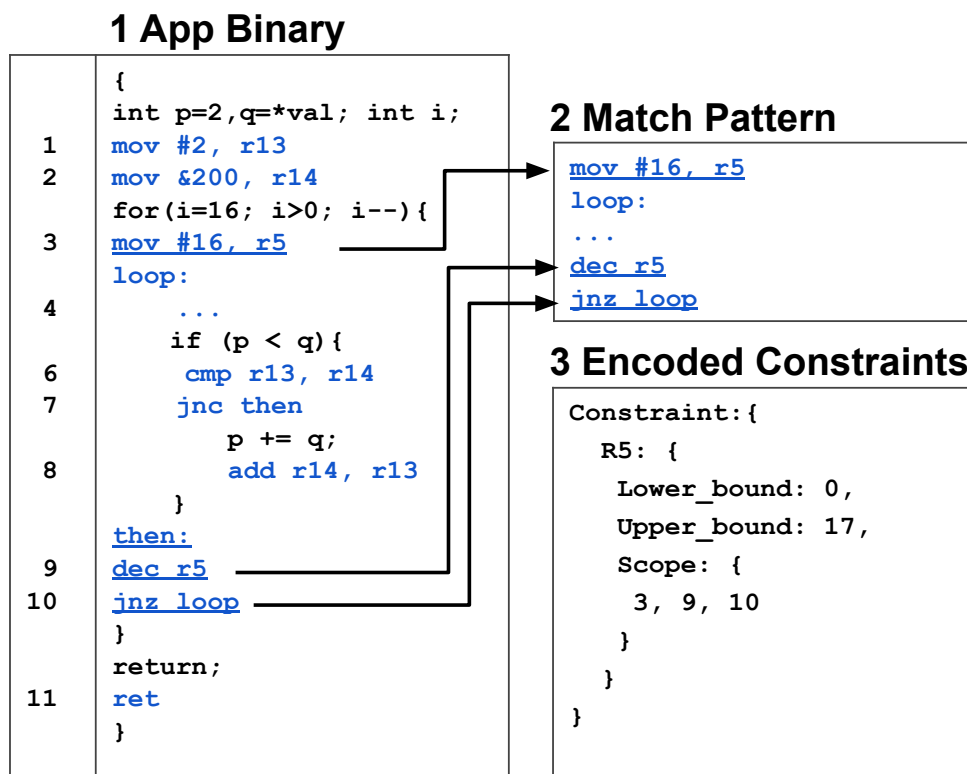 1 App Binary
{
int p=2,q=*val; int i;
1 mov #2, r13
2 mov &200, r14
for(i=16; i>0; i--){
3 mov #16, r5
loop:
4 ...
if (p < q){
6 cmp r13, r14
7 jnc then
p += q;
8 add r14, r13
}
then:
9 dec r5
10 jnz loop
}
return;
11 ret
}
2 Match Pattern
mov #16, r5
loop:
...
dec r5
jnz loop
3 Encoded Constraints
Constraint:{
R5: {
Lower_bound: 0,
Upper_bound: 17,
Scope: {
3, 9, 10
}
}
}